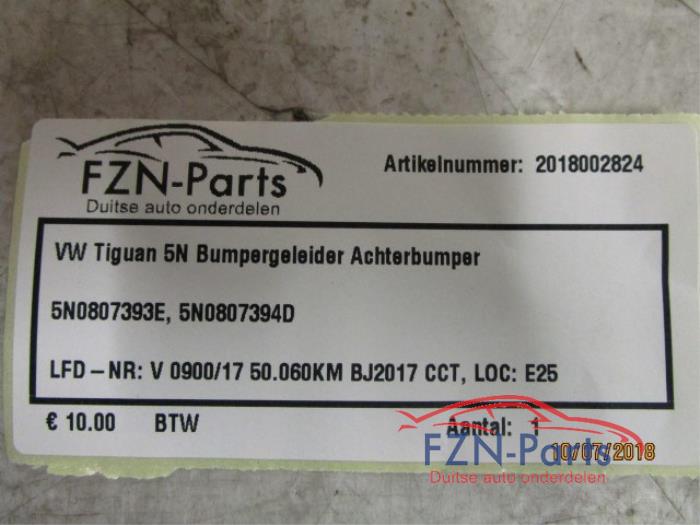 FZN-Parts
Duitse auto onderdelen
Artikelnummer: 2018002824
VW Tiguan 5N Bumpergeleider Achterbumper
5N0807393E, 5N0807394D
LFD-NR: V 0900/17 50.060KM BJ2017 CCT, LOC: E25
€ 10.00 BTW Aantal: 1
10/07/2018
FZN-Parts
Duitse auto onderdelen